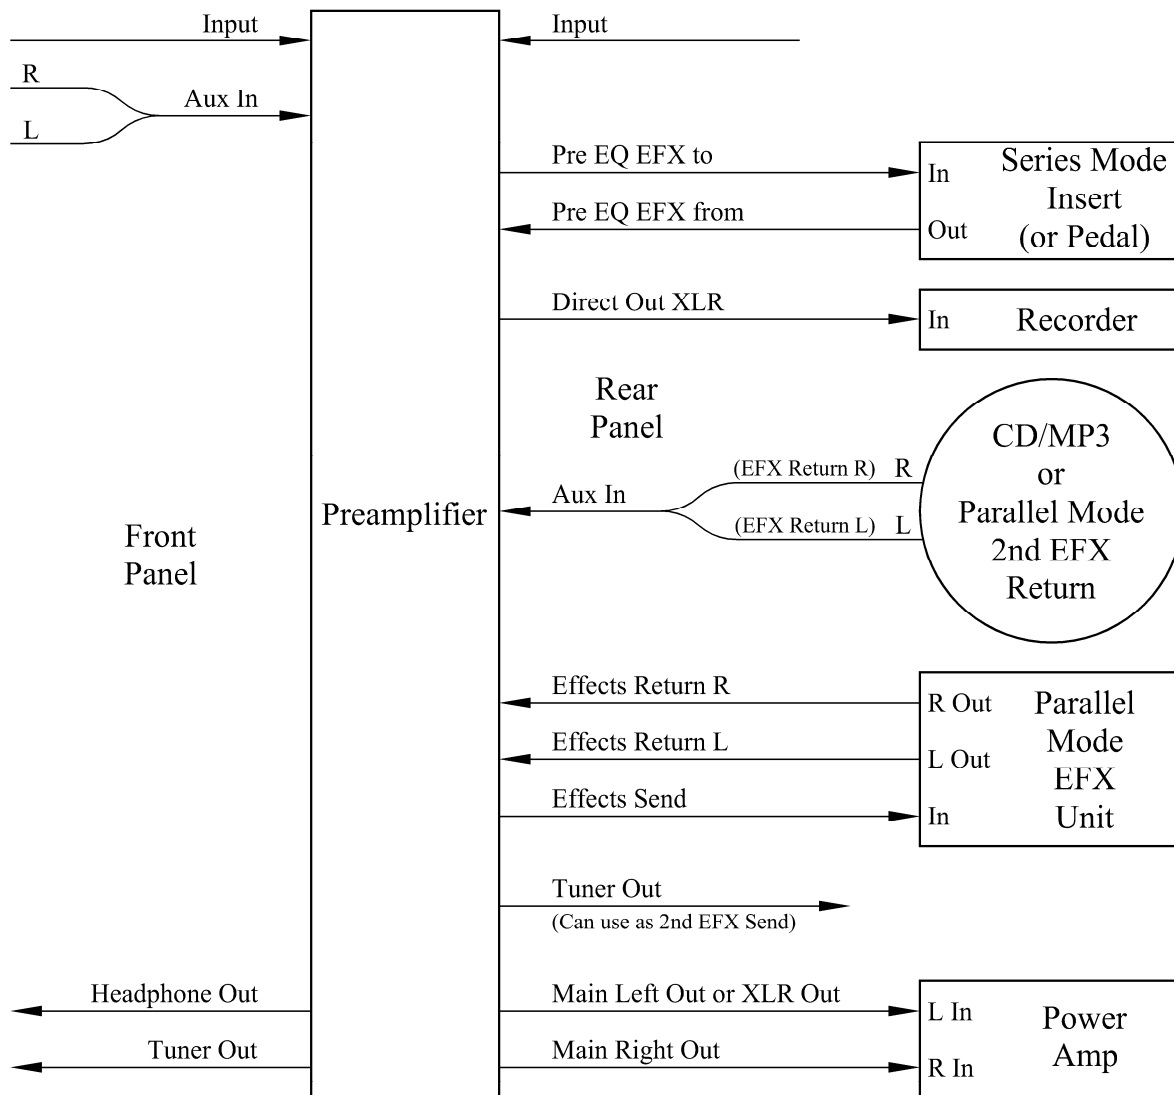 Input
Input
R
Aux In
L
Pre EQ EFX to
In
Pre EQ EFX from
Out
Series Mode
Insert
(or Pedal)
Direct Out XLR
In
Recorder
Rear
Panel
(EFX Return R) R
Aux In
(EFX Return L) L
CD/MP3
or
Parallel Mode
2nd EFX
Return
Preamplifier
Front
Panel
Effects Return R
R Out
Effects Return L
L Out
Effects Send
In
Parallel
Mode
EFX
Unit
Tuner Out
(Can use as 2nd EFX Send)
Headphone Out
Main Left Out or XLR Out
L In
Tuner Out
Main Right Out
R In
Power
Amp